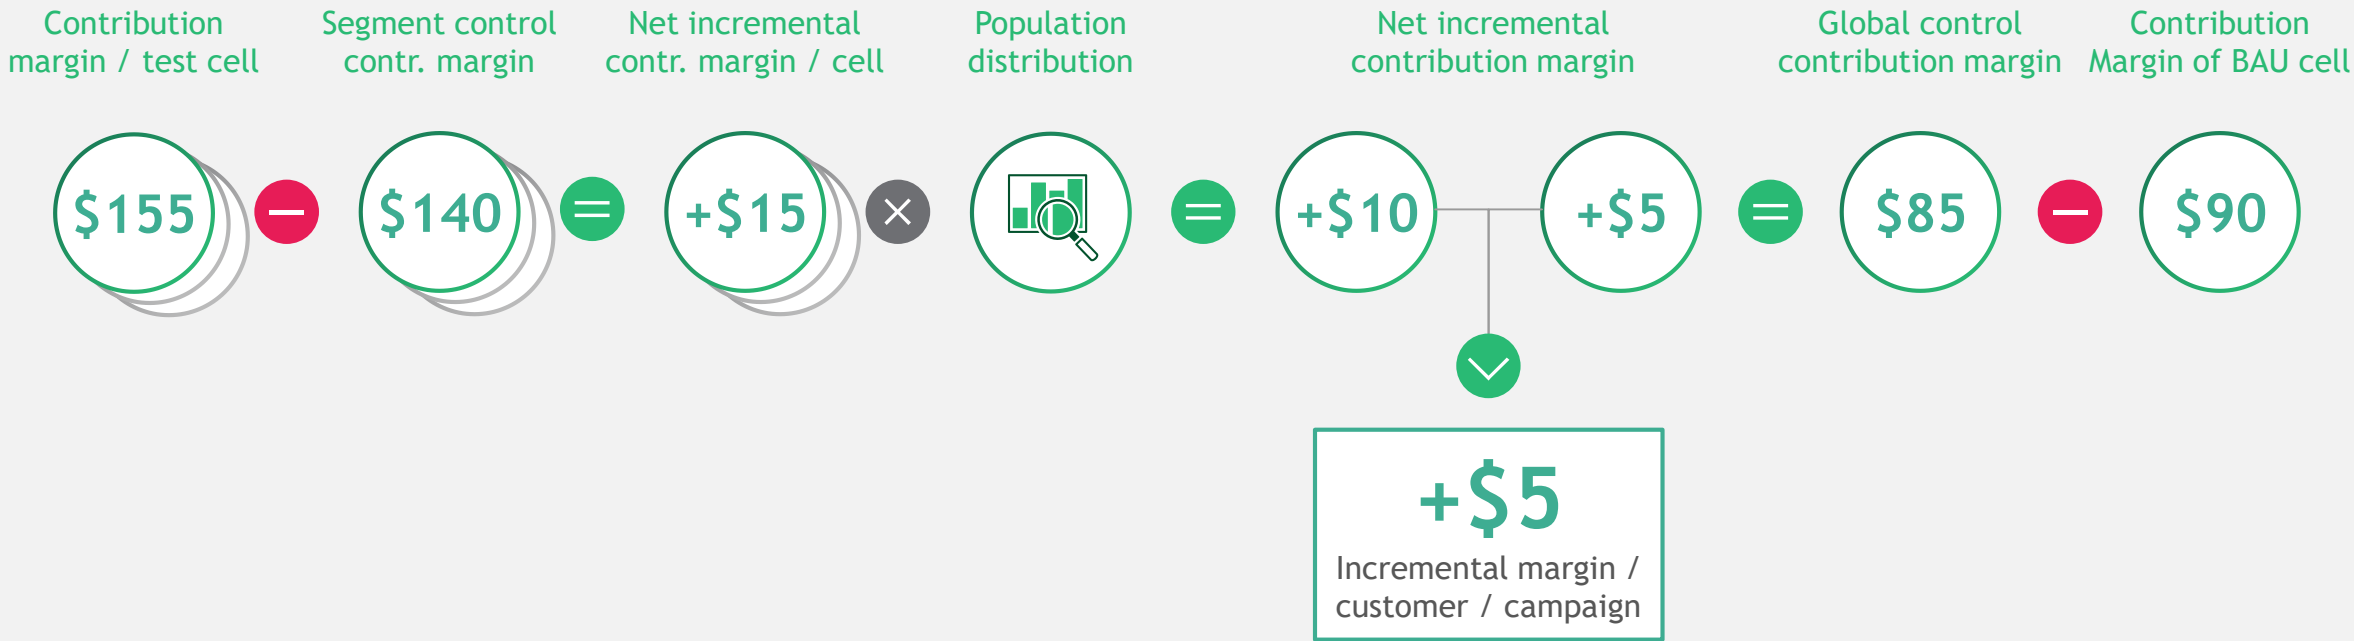 Contribution
margin / test cell
Segment control
contr. margin
Net incremental
contr. margin / cell
Population
distribution
Net incremental
contribution margin
Global control
contribution margin
Contribution
Margin of BAU cell
$155
$140
+$15
+$10
+$5
$85
$90
+$5
Incremental margin /
customer / campaign